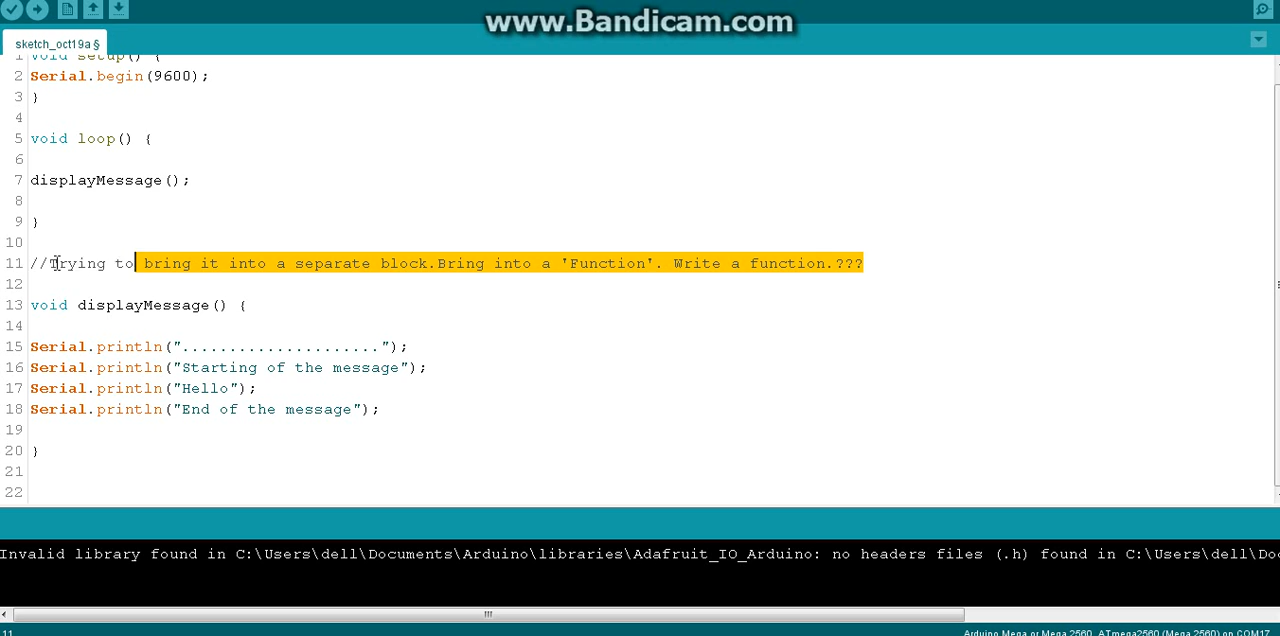 www.Bandicam.com
sketch_oct19a §
1 void setup() {
2 Serial.begin(9600);
3 }
4
5 void loop() {
6
7 displayMessage();
8
9 }
10
11 //Trying to bring it into a separate block.Bring into a 'Function'. Write a function.???
12
13 void displayMessage() {
14
15 Serial.println(".....................");
16 Serial.println("Starting of the message");
17 Serial.println("Hello");
18 Serial.println("End of the message");
19
20 }
21
22
Invalid library found in C:\Users\dell\Documents\Arduino\libraries\Adafruit_IO_Arduino: no headers files (.h) found in C:\Users\dell\Do
11 Arduino Mega or Mega 2560, ATmega2560 (Mega 2560) on COM17